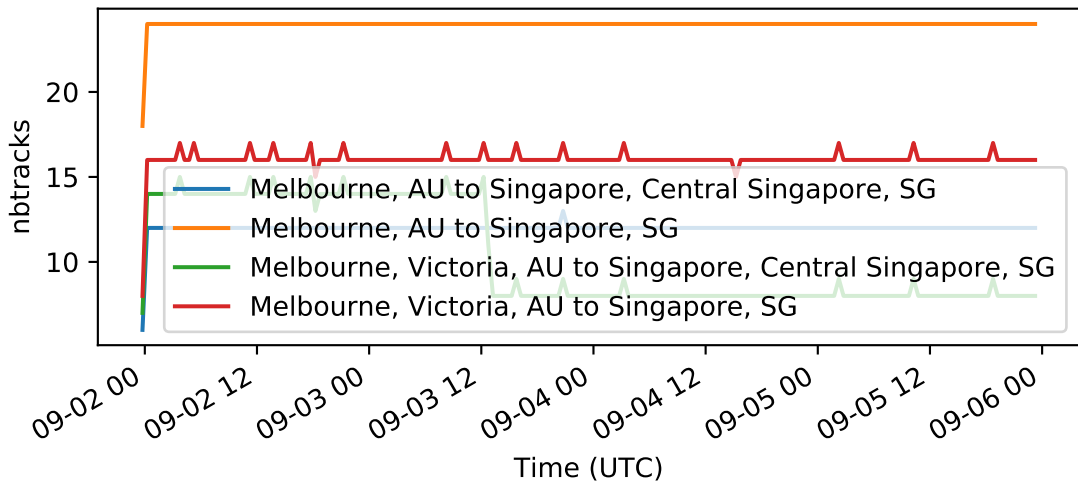 nbtracks
20
15
10
Melbourne, AU to Singapore, Central Singapore, SG
Melbourne, AU to Singapore, SG
Melbourne, Victoria, AU to Singapore, Central Singapore, SG
Melbourne, Victoria, AU to Singapore, SG
09-02 00
09-02 12
09-03 00
09-03 12
09-04 00
09-04 12
09-05 00
09-05 12
09-06 00
Time (UTC)